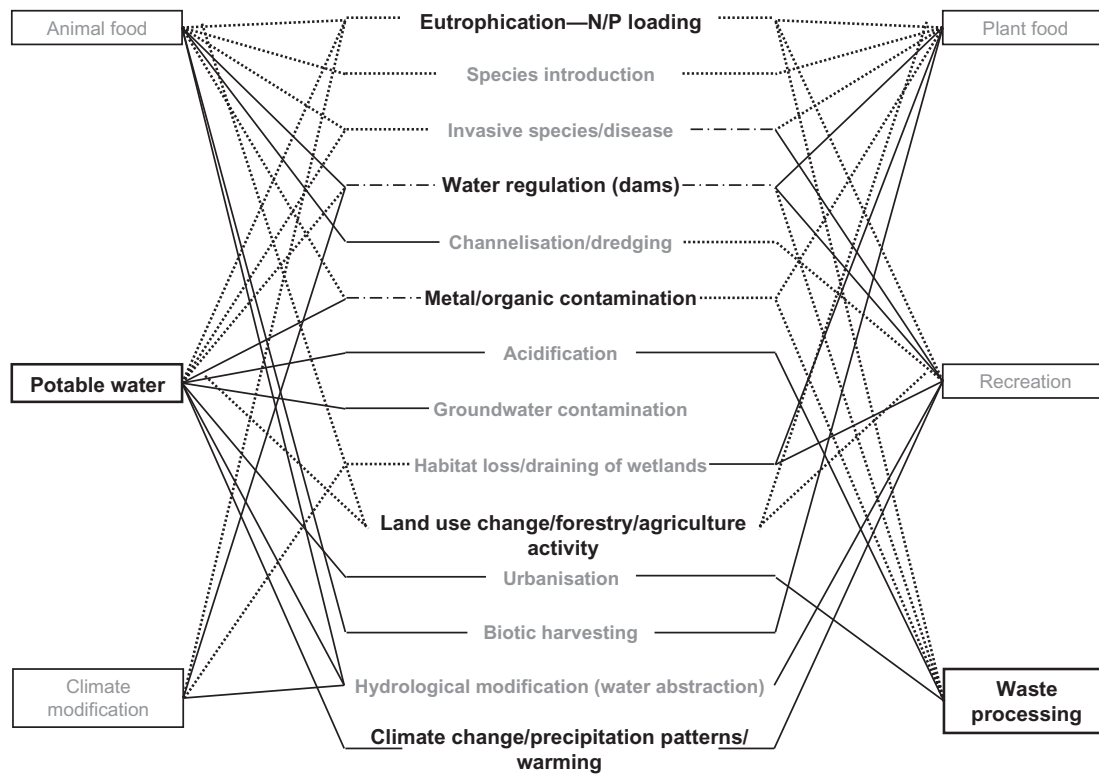 Animal food
Eutrophication—N/P loading
Plant food
Species introduction
Invasive species/disease
Water regulation (dams)
Channelisation/dredging
Metal/organic contamination
Potable water
Acidification
Recreation
Groundwater contamination
Habitat loss/draining of wetlands
Land use change/forestry/agriculture
activity
Urbanisation
Biotic harvesting
Climate
modification
Hydrological modification (water abstraction)
Waste
processing
Climate change/precipitation patterns/
warming